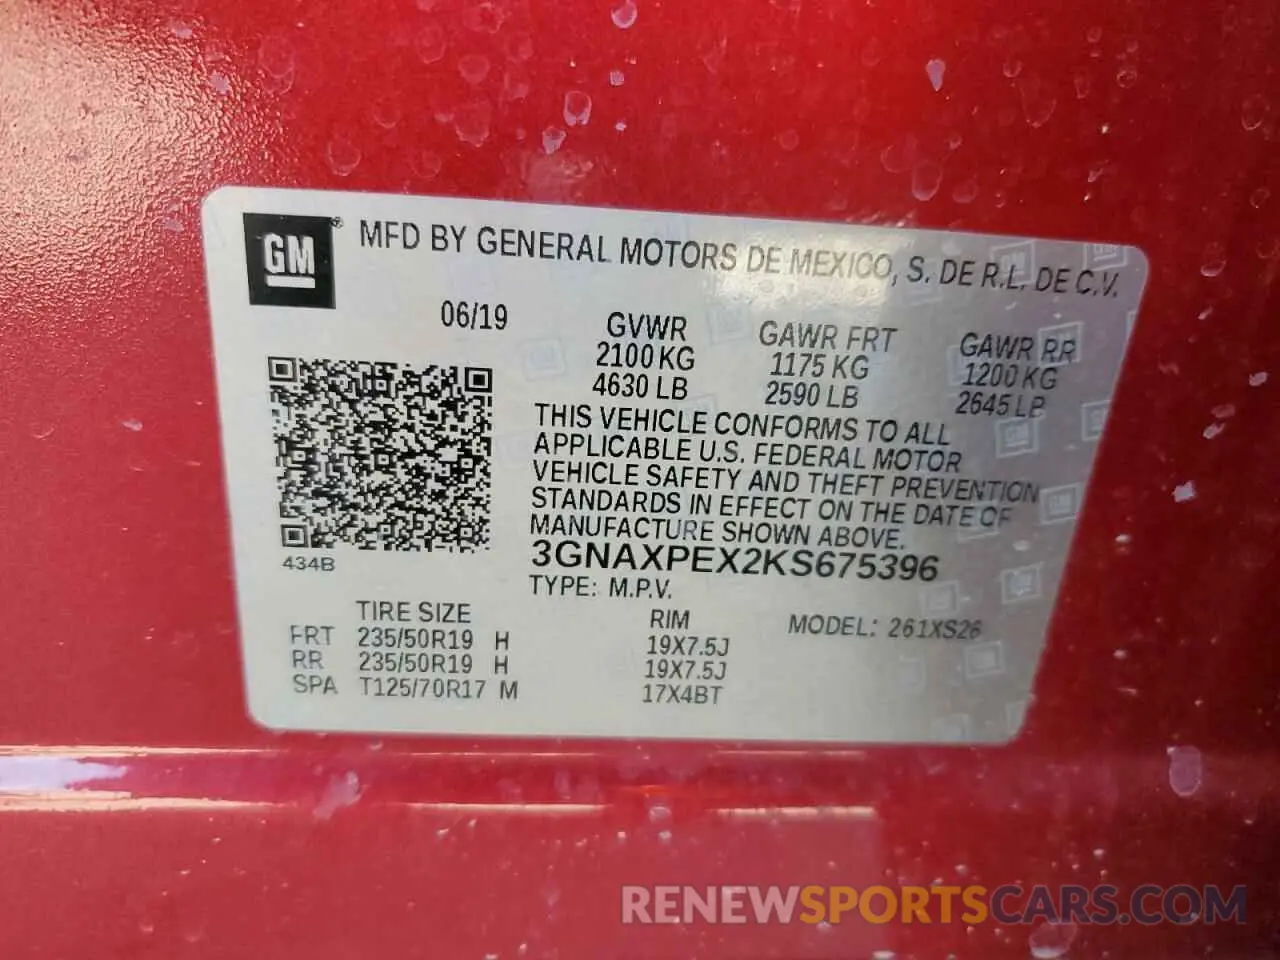 GM ® MFD BY GENERAL MOTORS DE MEXICO, S. DE R.L. DE C.V.
06/19 GVWR GAWR FRT GAWR RR
2100 KG 1175 KG 1200 KG
4630 LB 2590 LB 2645 LB
THIS VEHICLE CONFORMS TO ALL
APPLICABLE U.S. FEDERAL MOTOR
VEHICLE SAFETY AND THEFT PREVENTION
STANDARDS IN EFFECT ON THE DATE OF
MANUFACTURE SHOWN ABOVE.
434B 3GNAXPEX2KS675396
TYPE: M.P.V.
TIRE SIZE RIM MODEL: 261XS26
FRT 235/50R19 H 19X7.5J
RR 235/50R19 H 19X7.5J
SPA T125/70R17 M 17X4BT
RENEWSPORTSCARS.COM